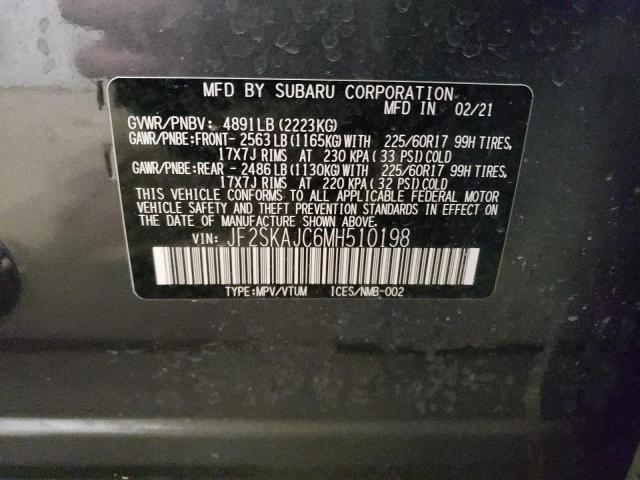 MFD BY SUBARU CORPORATION
MFD IN 02/21
GVWR/PNBV: 4891LB (2223KG)
GAWR/PNBE:FRONT- 2563LB (1165KG)WITH 225/60R17 99H TIRES,
17X7J RIMS AT 230 KPA ( 33 PSI)COLD
GAWR/PNBE:REAR - 2486LB (1130KG)WITH 225/60R17 99H TIRES,
17X7J RIMS AT 220 KPA ( 32 PSI)COLD
THIS VEHICLE CONFORMS TO ALL APPLICABLE FEDERAL MOTOR
VEHICLE SAFETY AND THEFT PREVENTION STANDARDS IN EFFECT ON
THE DATE OF MANUFACTURE SHOWN ABOVE.
VIN: JF2SKAJC6MH510198
TYPE:MPV/VTUM ICES/NMB-002